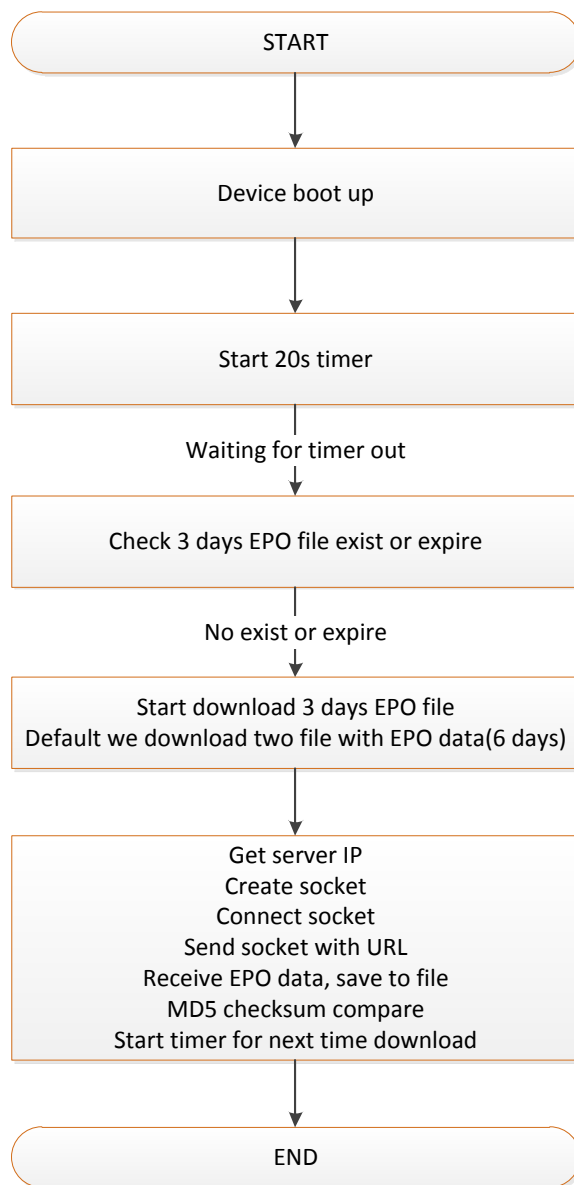 START
Device boot up
Start 20s timer
Waiting for timer out
Check 3 days EPO file exist or expire
No exist or expire
Start download 3 days EPO file
Default we download two file with EPO data(6 days)
Get server IP
Create socket
Connect socket
Send socket with URL
Receive EPO data, save to file
MD5 checksum compare
Start timer for next time download
END